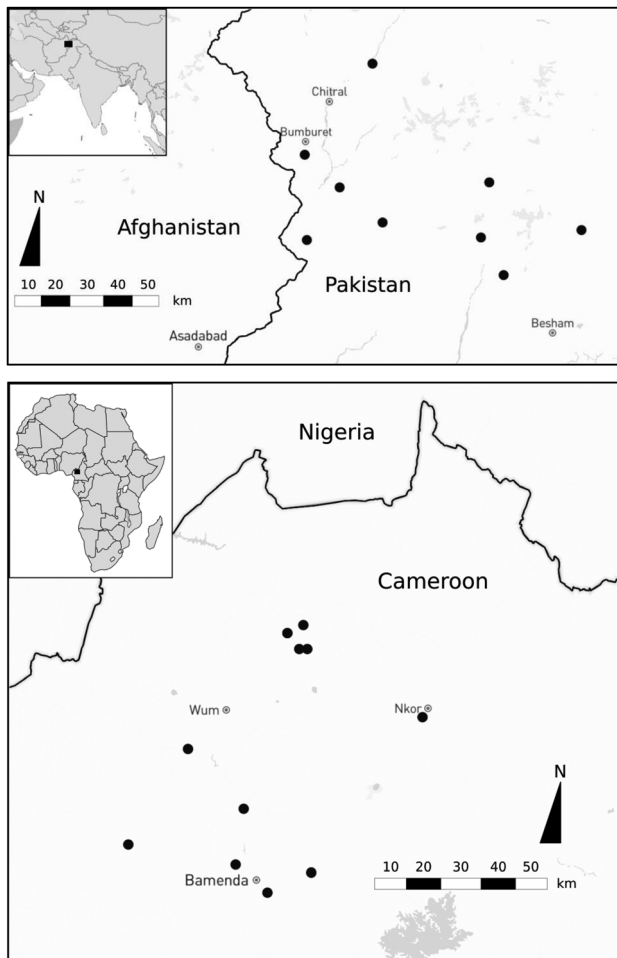 Chitral
Bumburet
N
Afghanistan
10 20 30 40 50
km
Pakistan
Asadabad
Besham
Nigeria
Cameroon
Wum
Nkor
N
10 20 30 40 50
km
Bamenda